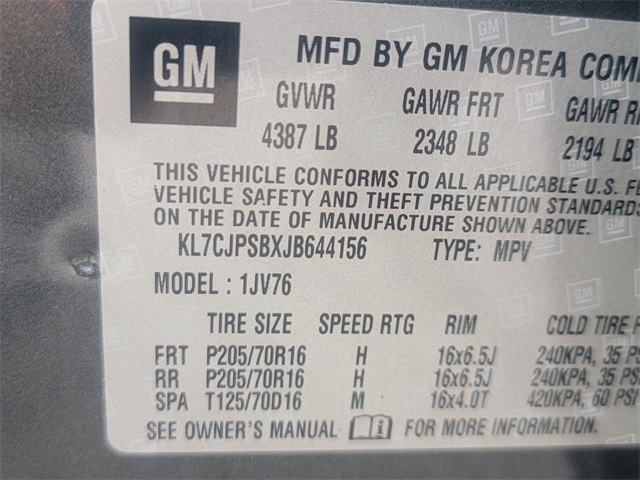 GM
MFD BY GM KOREA COM
GVWR GAWR FRT GAWR R
4387 LB 2348 LB 2194 LB
THIS VEHICLE CONFORMS TO ALL APPLICABLE U.S. FE
VEHICLE SAFETY AND THEFT PREVENTION STANDARDS
ON THE DATE OF MANUFACTURE SHOWN ABOVE.
KL7CJPSBXJB644156 TYPE: MPV
MODEL : 1JV76
TIRE SIZE SPEED RTG RIM COLD TIRE P
FRT P205/70R16 H 16x6.5J 240KPA, 35 PS
RR P205/70R16 H 16x6.5J 240KPA, 35 PS
SPA T125/70D16 M 16x4.0T 420KPA, 60 PSI
SEE OWNER'S MANUAL FOR MORE INFORMATION.